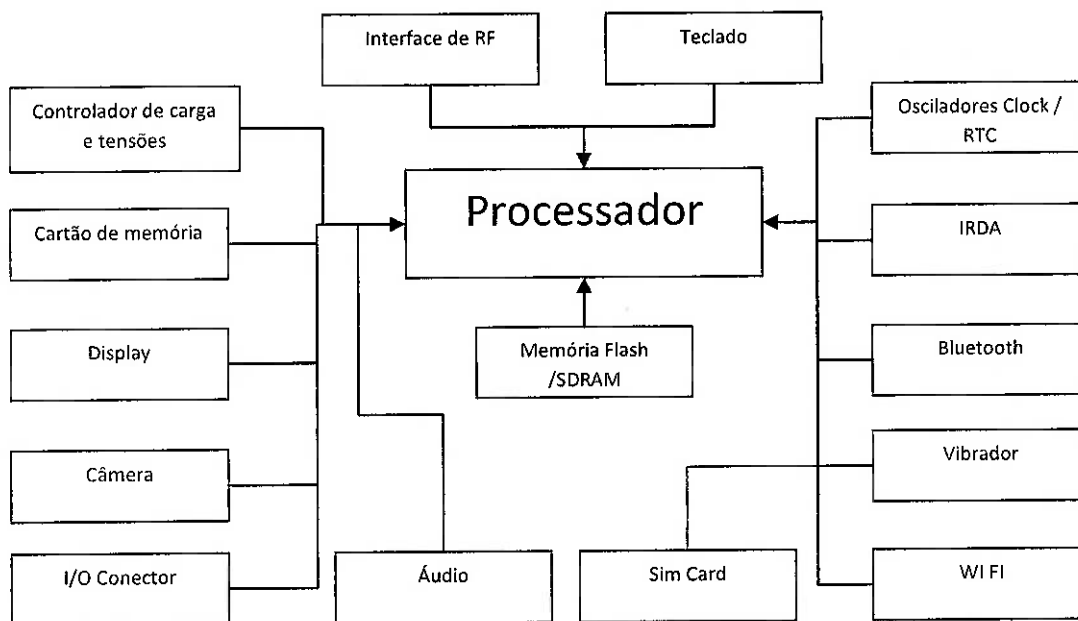 Interface de RF
Teclado
Controlador de carga
e tensões
Osciladores Clock /
RTC
Processador
Cartão de memória
IRDA
Display
Memória Flash
/SDRAM
Bluetooth
Câmera
Vibrador
I/O Conector
Áudio
Sim Card
WI FI